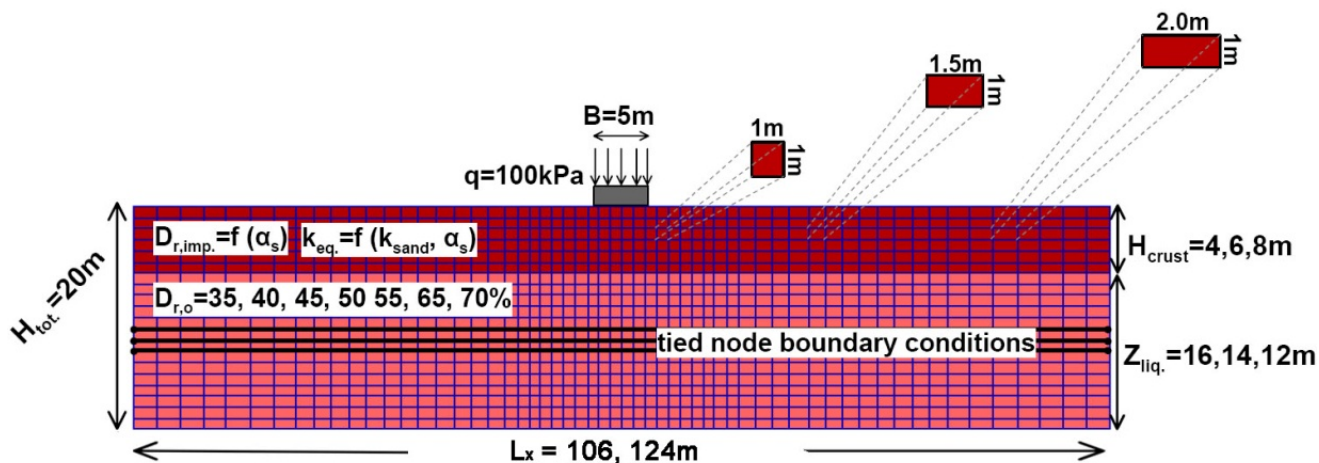 2.0m
1m
1.5m
1m
B=5m
1m
1m
q=100kPa
D_r,imp.=f (α_s) k_eq.=f (k_sand, α_s)
H_crust=4,6,8m
H_tot.=20m
D_r,o=35, 40, 45, 50 55, 65, 70%
tied node boundary conditions
Z_liq.=16,14,12m
L_x = 106, 124m